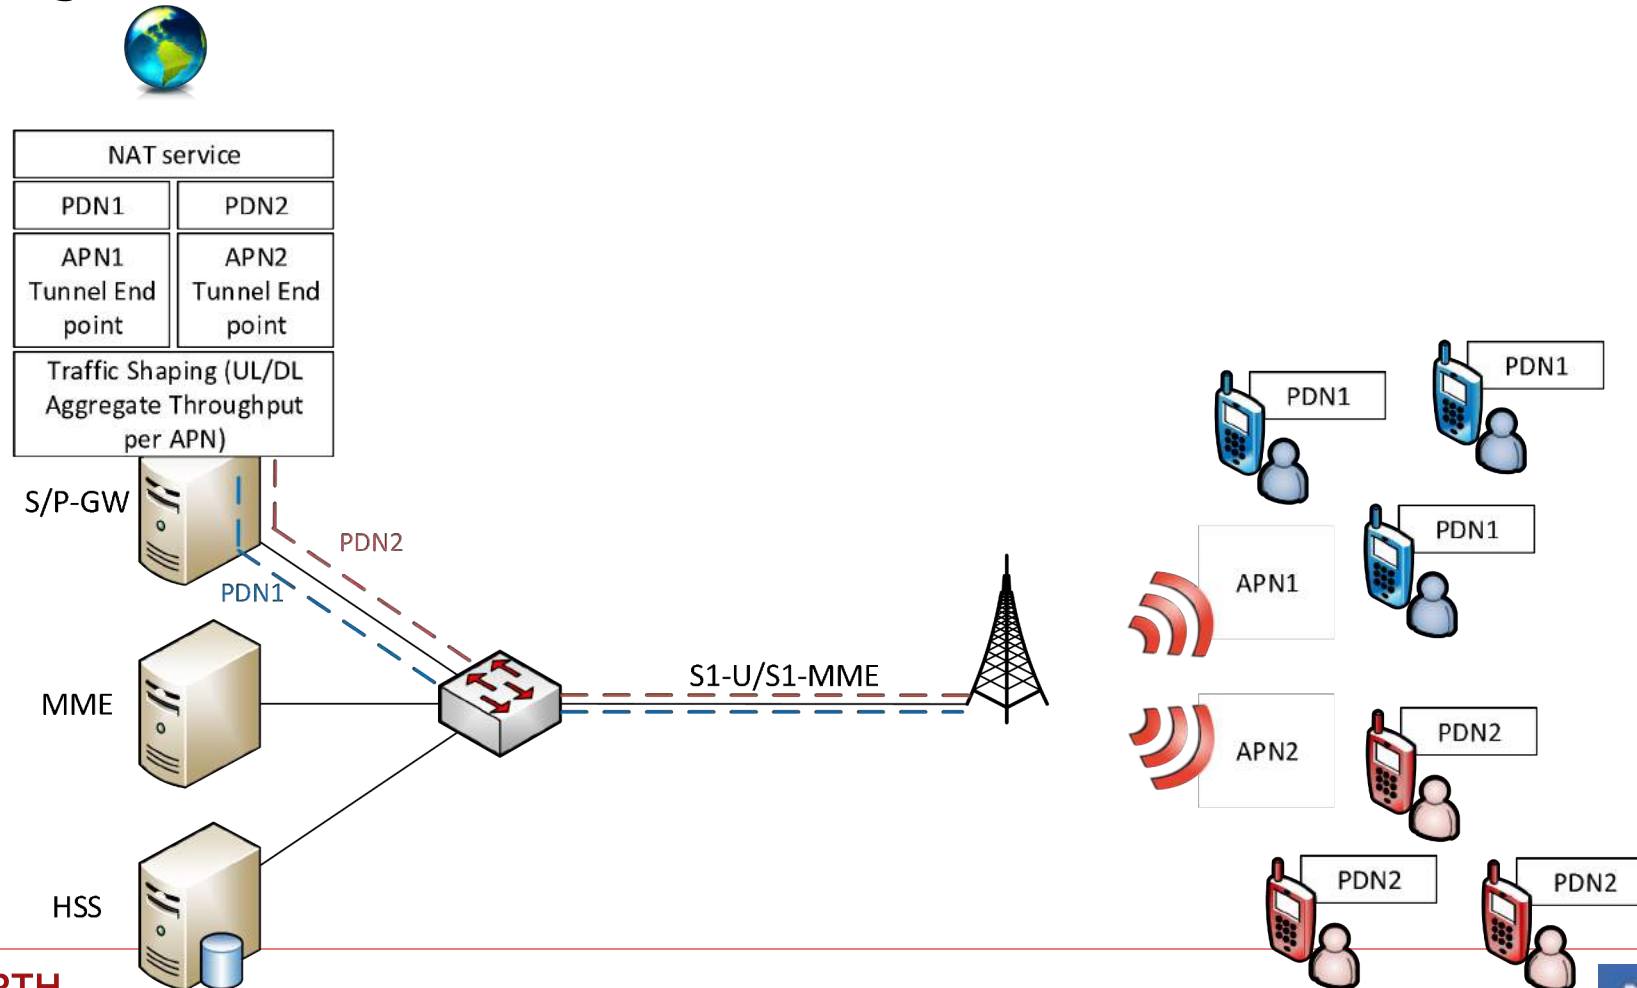 NAT service
PDN1
PDN2
APN1
Tunnel End
point
APN2
Tunnel End
point
Traffic Shaping (UL/DL
Aggregate Throughput
per APN)
S/P-GW
PDN2
PDN1
MME
HSS
S1-U/S1-MME
PDN1
PDN1
PDN1
APN1
APN2
PDN2
PDN2
PDN2